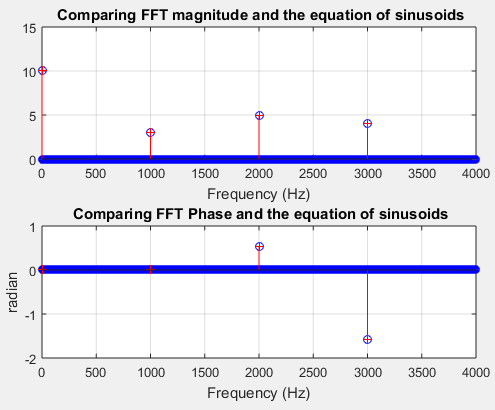 Comparing FFT magnitude and the equation of sinusoids
15
10
5
0
0 500 1000 1500 2000 2500 3000 3500 4000
Frequency (Hz)
Comparing FFT Phase and the equation of sinusoids
1
0
-1
-2
radian
0 500 1000 1500 2000 2500 3000 3500 4000
Frequency (Hz)